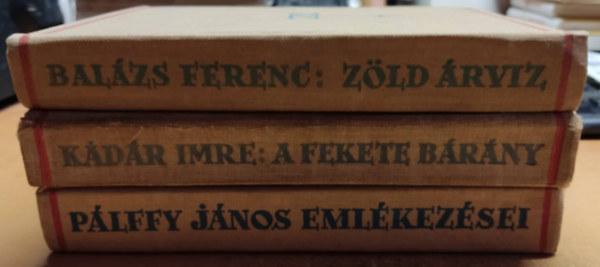 BALÁZS FERENC: ZÖLD ÁRVIZ
KÁDÁR IMRE: A FEKETE BÁRÁNY
PÁLFFY JÁNOS EMLÉKEZÉSEI